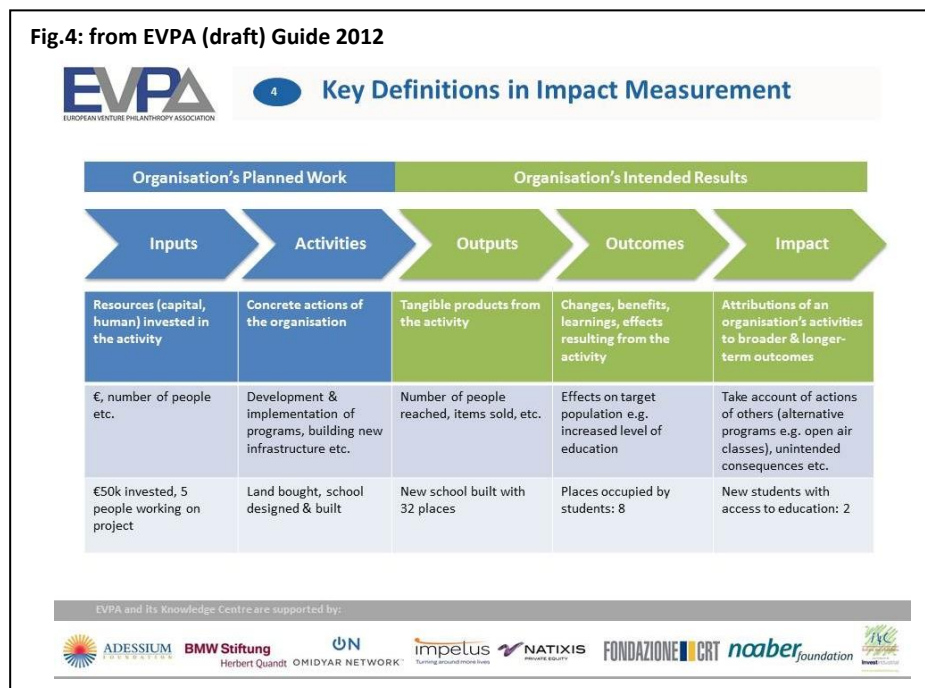 Fig.4: from EVPA (draft) Guide 2012
EVPA
EUROPEAN VENTURE PHILANTHROPY ASSOCIATION
4 Key Definitions in Impact Measurement
Organisation's Planned Work Organisation's Intended Results
Inputs Activities Outputs Outcomes Impact
Resources (capital,
human) invested in
the activity
Concrete actions of
the organisation
Tangible products from
the activity
Changes, benefits,
learnings, effects
resulting from the
activity
Attributions of an
organisation's activities
to broader & longer-
term outcomes
€, number of people
etc.
Development &
implementation of
programs, building new
infrastructure etc.
Number of people
reached, items sold, etc.
Effects on target
population e.g.
increased level of
education
Take account of actions
of others (alternative
programs e.g. open air
classes), unintended
consequences etc.
€50k invested, 5
people working on
project
Land bought, school
designed & built
New school built with
32 places
Places occupied by
students: 8
New students with
access to education: 2
EVPA and its Knowledge Centre are supported by:
ADESSIUM
FOUNDATION
BMW Stiftung
Herbert Quandt
ON
OMIDYAR NETWORK™
impetus
Turning around more lives
NATIXIS
PRIVATE EQUITY
FONDAZIONE CRT
noaber foundation
Investindustrial